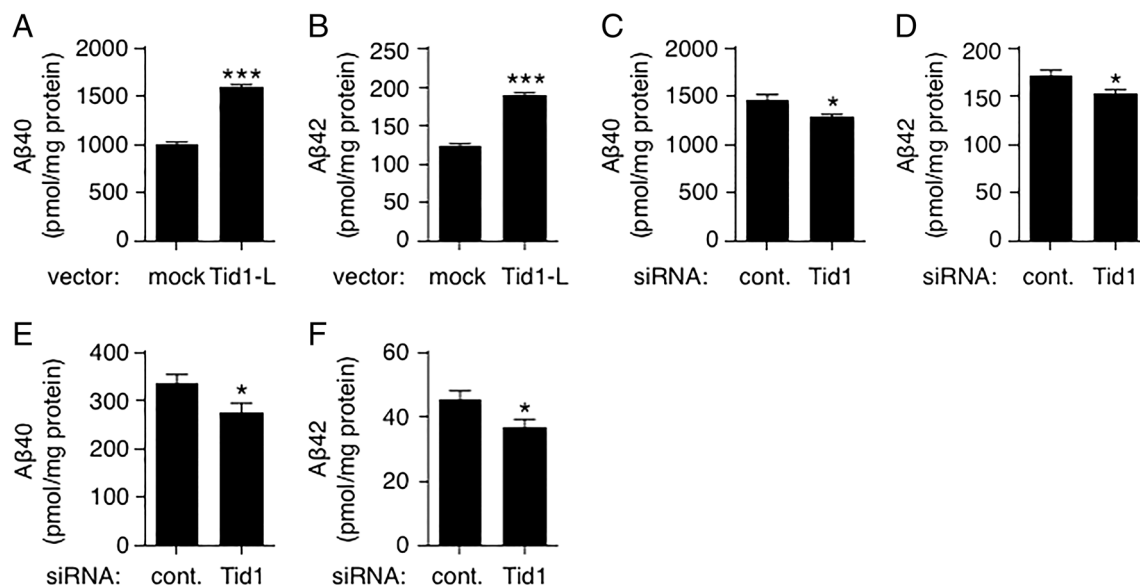 A
Aβ40
(pmol/mg protein)
2000
1500
1000
500
0
***
vector: mock Tid1-L
B
Aβ42
(pmol/mg protein)
250
200
150
100
50
0
***
vector: mock Tid1-L
C
Aβ40
(pmol/mg protein)
2000
1500
1000
500
0
*
siRNA: cont. Tid1
D
Aβ42
(pmol/mg protein)
200
150
100
50
0
*
siRNA: cont. Tid1
E
Aβ40
(pmol/mg protein)
400
300
200
100
0
*
siRNA: cont. Tid1
F
Aβ42
(pmol/mg protein)
60
40
20
0
*
siRNA: cont. Tid1